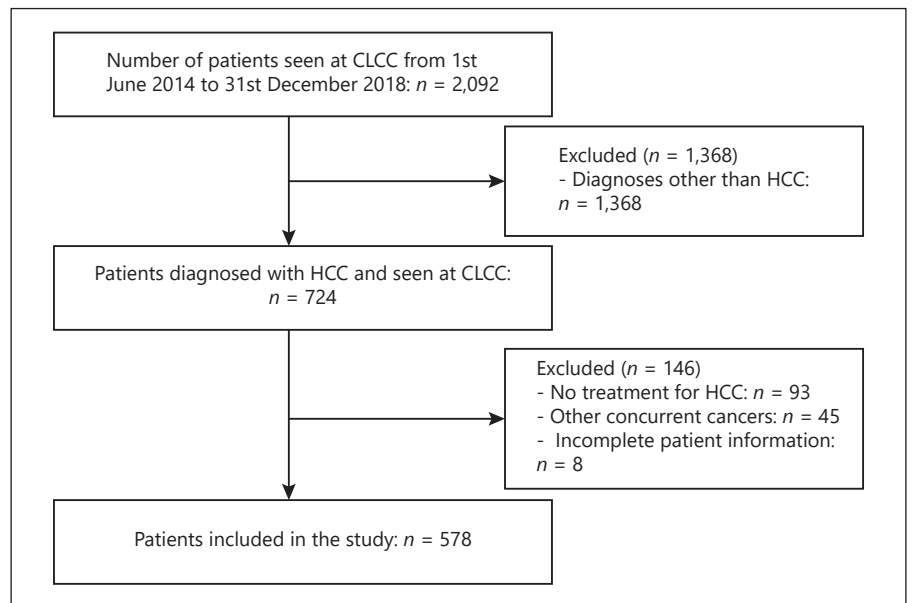 Number of patients seen at CLCC from 1st
June 2014 to 31st December 2018: n = 2,092
Excluded (n = 1,368)
- Diagnoses other than HCC:
n = 1,368
Patients diagnosed with HCC and seen at CLCC:
n = 724
Excluded (n = 146)
- No treatment for HCC: n = 93
- Other concurrent cancers: n = 45
- Incomplete patient information:
n = 8
Patients included in the study: n = 578